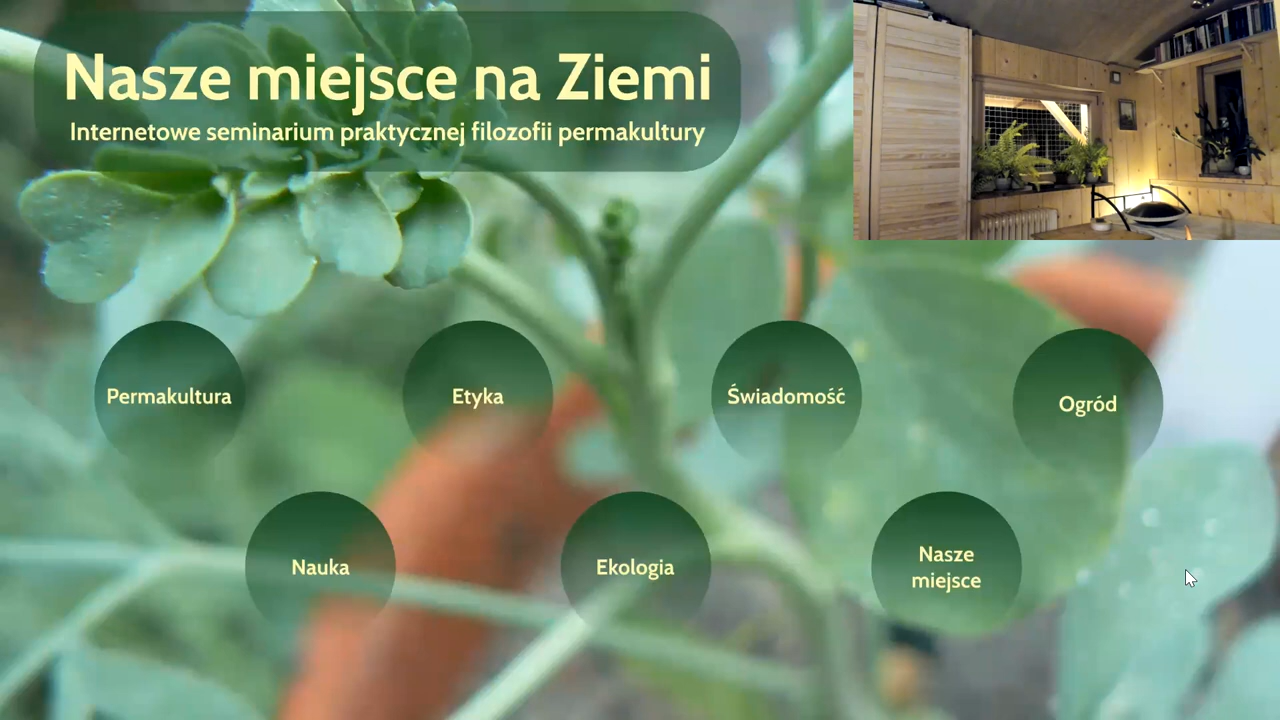 Nasze miejsce na Ziemi
Internetowe seminarium praktycznej filozofii permakultury
Permakultura
Etyka
Świadomość
Ogród
Nauka
Ekologia
Nasze
miejsce